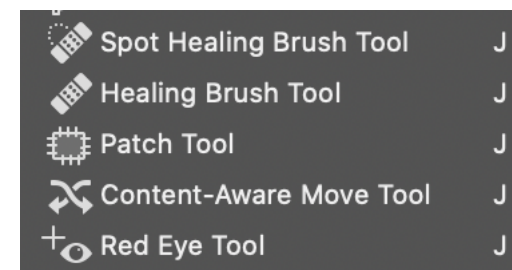 Spot Healing Brush Tool J
Healing Brush Tool J
Patch Tool J
Content-Aware Move Tool J
Red Eye Tool J